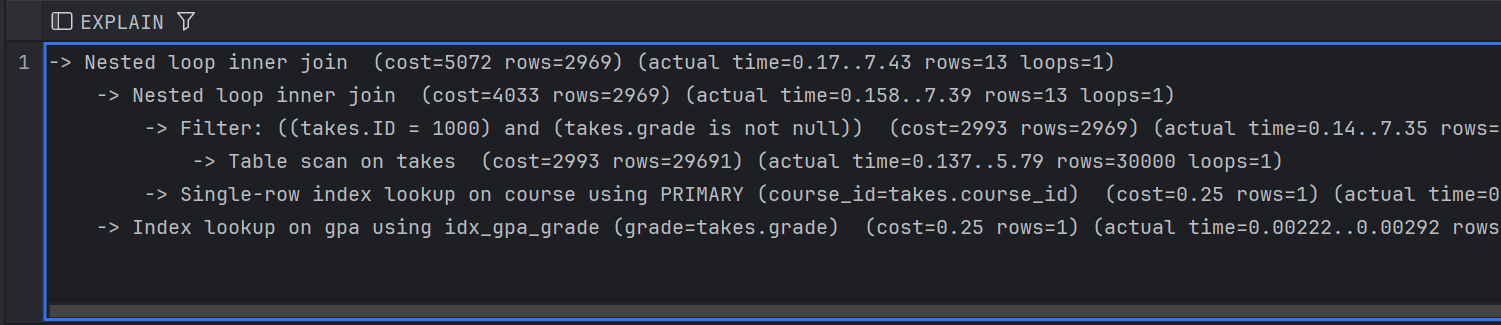 EXPLAIN
1
-> Nested loop inner join  (cost=5072 rows=2969) (actual time=0.17..7.43 rows=13 loops=1)
    -> Nested loop inner join  (cost=4033 rows=2969) (actual time=0.158..7.39 rows=13 loops=1)
        -> Filter: ((takes.ID = 1000) and (takes.grade is not null))  (cost=2993 rows=2969) (actual time=0.14..7.35 rows=
            -> Table scan on takes  (cost=2993 rows=29691) (actual time=0.137..5.79 rows=30000 loops=1)
        -> Single-row index lookup on course using PRIMARY (course_id=takes.course_id)  (cost=0.25 rows=1) (actual time=0
    -> Index lookup on gpa using idx_gpa_grade (grade=takes.grade)  (cost=0.25 rows=1) (actual time=0.00222..0.00292 rows